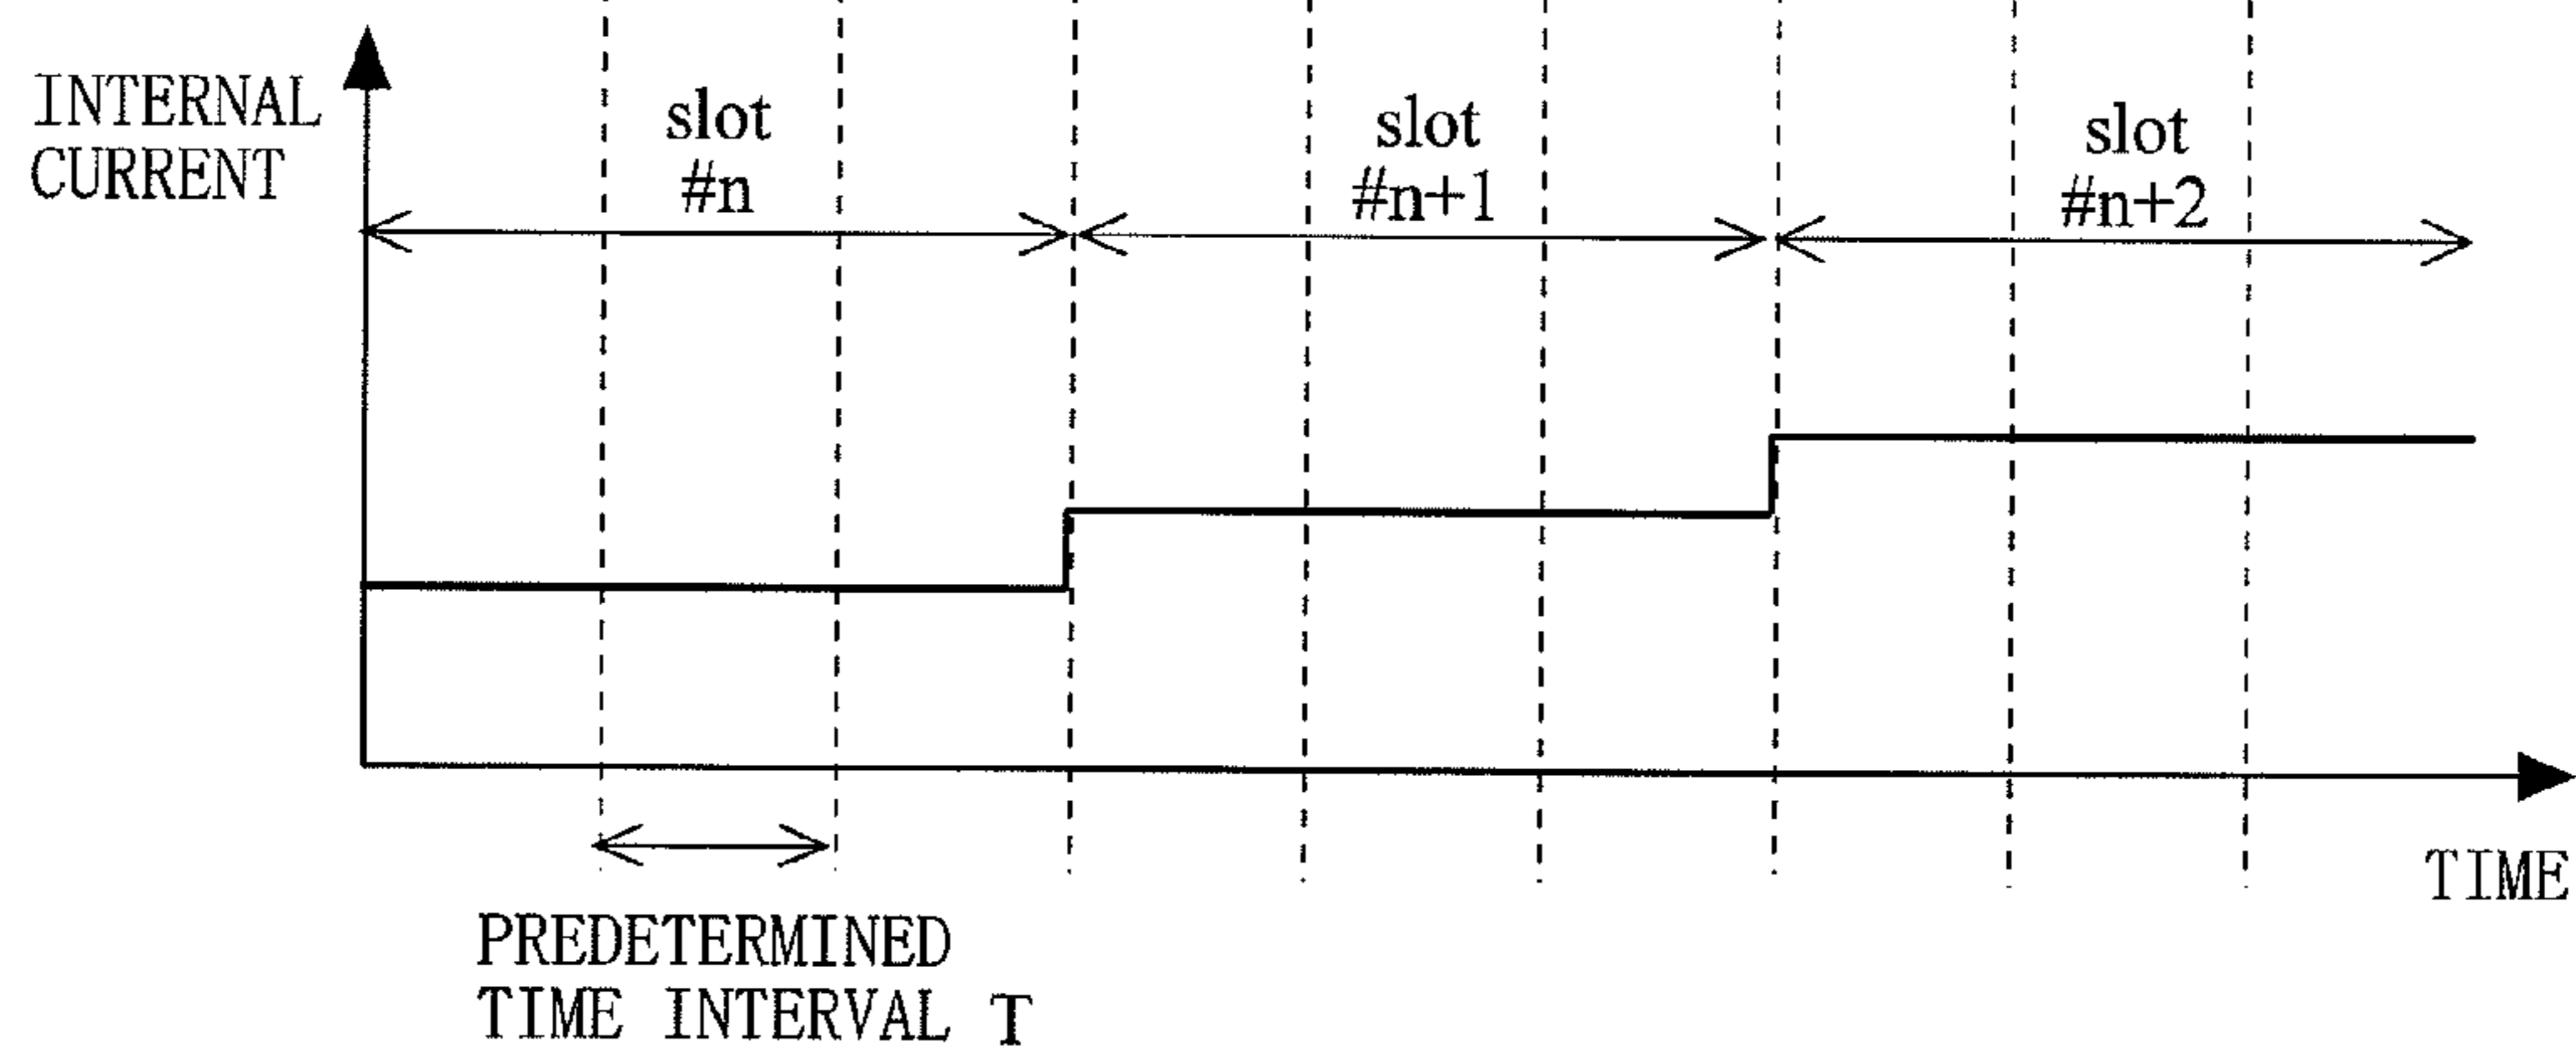 INTERNAL
CURRENT
slot
#n
slot
#n+1
slot
#n+2
TIME
PREDETERMINED
TIME INTERVAL T